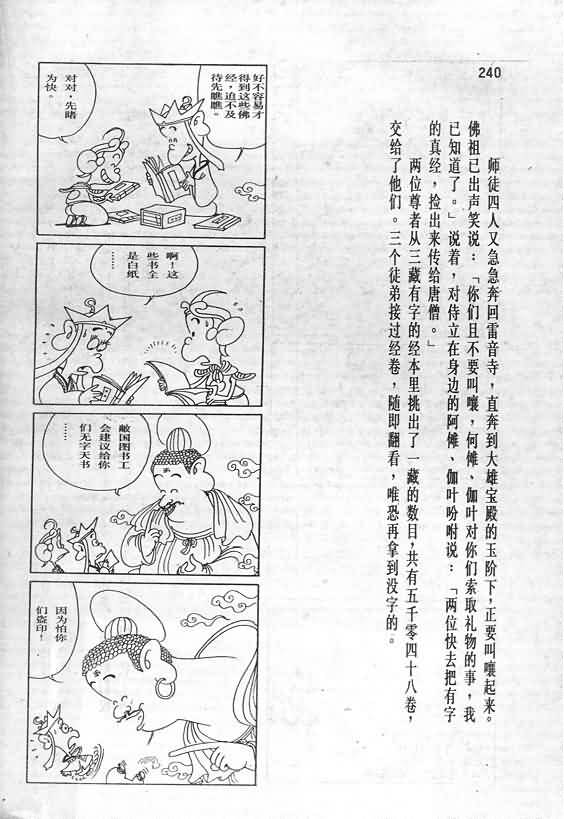 240
师徒四人又急急奔回雷音寺，直奔到大雄宝殿的玉阶下，正要叫嚷起来。
佛祖已出声笑说：「你们且不要叫嚷，何傩、伽叶对你们索取礼物的事，我
已知道了。」说着，对侍立在身边的阿傩、伽叶吩咐说：「两位快去把有字
的真经，捡出来传给唐僧。」
两位尊者从三藏有字的经本里挑出了一藏的数目，共有五千零四十八卷，
交给了他们。三个徒弟接过经卷，随即翻看，唯恐再拿到没字的。
好不容易才
得到这些佛
经，迫不及
待先瞧瞧。
对对，先睹
为快。
啊！这
些书全
是白纸
……
敝国图书工
会建议给你
们无字天书
……
因为怕你
们盗印！